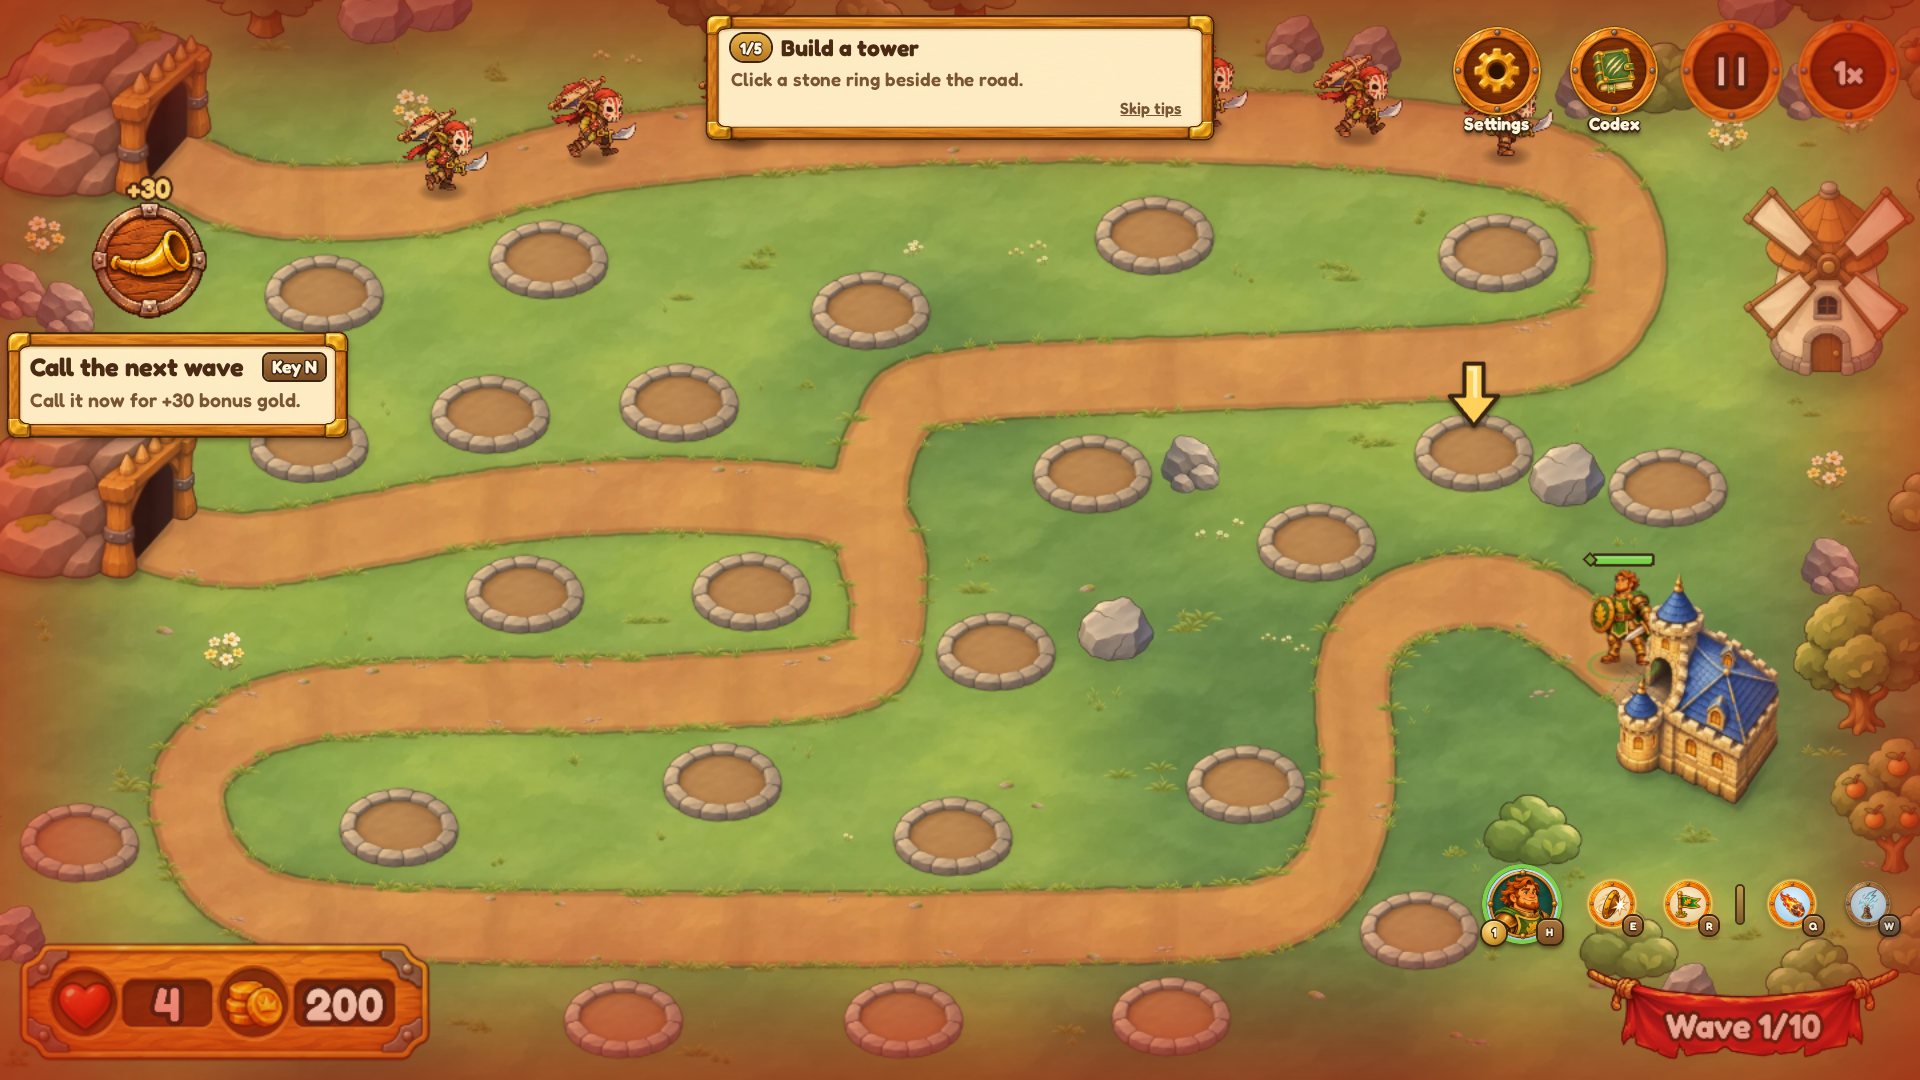 1/5 Build a tower
Click a stone ring beside the road.
Skip tips
Settings
Codex
1x
+30
Call the next wave Key N
Call it now for +30 bonus gold.
1 H
E
R
Q
W
4
200
Wave 1/10